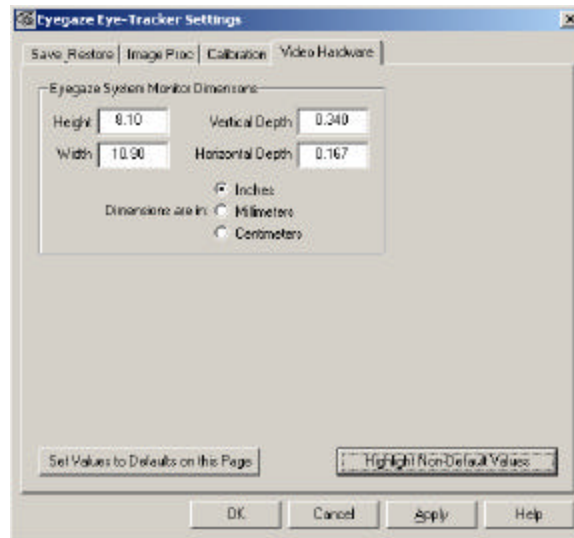 Eyegaze Eye-Tracker Settings
Save_Restore Image Proc Calibration Video Hardware
Eyegaze System Monitor Dimensions
Height 8.10 Vertical Depth 0.340
Width 10.90 Horizontal Depth 0.167
Inches
Dimensions are in: Millimeters
Centimeters
Set Values to Defaults on this Page Highlight Non-Default Values
OK Cancel Apply Help